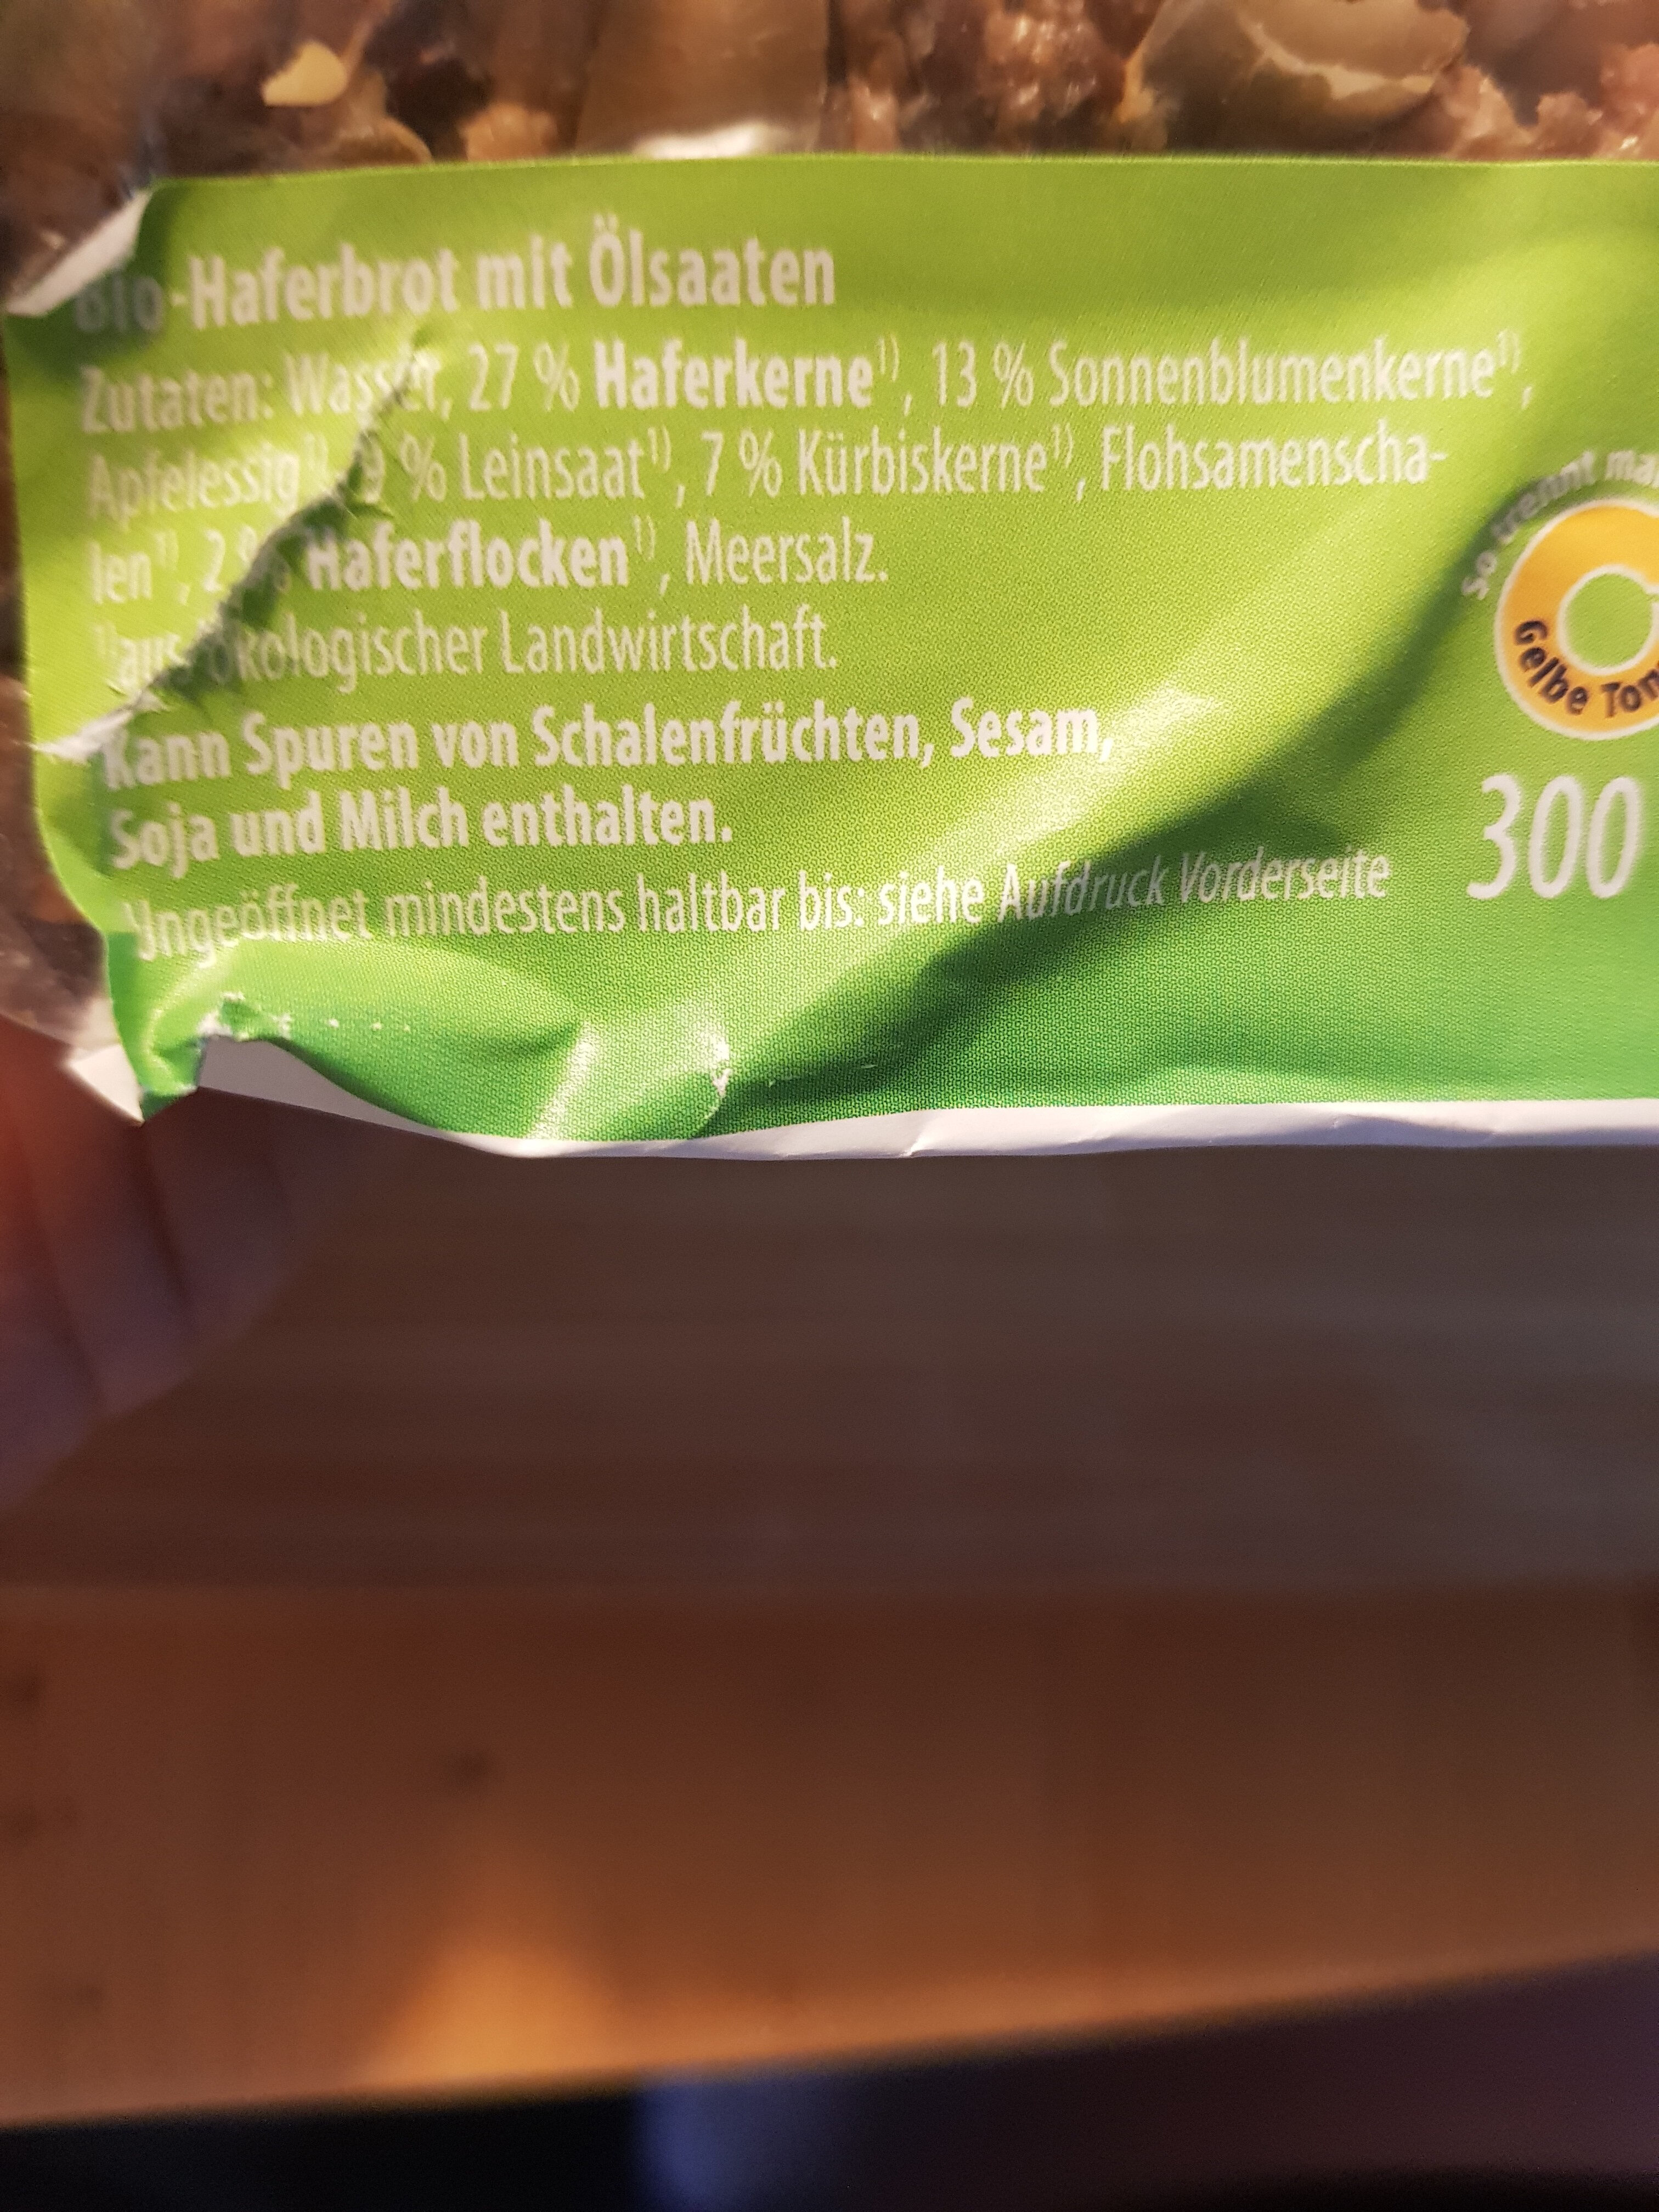 Bio-Haferbrot mit Ölsaaten
Zutaten: Wasser, 27 % Haferkerne¹⁾, 13 % Sonnenblumenkerne¹⁾,
Apfelessig¹⁾, 9 % Leinsaat¹⁾, 7 % Kürbiskerne¹⁾, Flohsamenscha-
len¹⁾, 2 % Haferflocken¹⁾, Meersalz.
¹⁾aus ökologischer Landwirtschaft.
Kann Spuren von Schalenfrüchten, Sesam,
Soja und Milch enthalten.
Ungeöffnet mindestens haltbar bis: siehe Aufdruck Vorderseite
So trennt
Gelbe
300